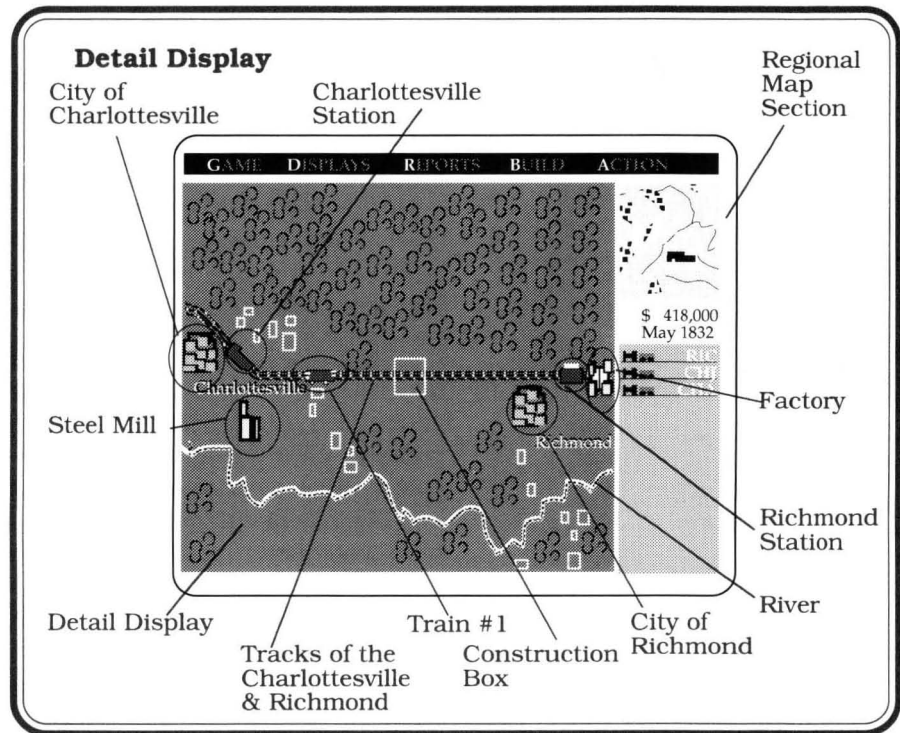 Detail Display
City of
Charlottesville
Charlottesville
Station
Regional
Map
Section
GAME DISPLAYS REPORTS BUILD ACTION
$ 418,000
May 1832
RIC
CHI
Charlottesville
Richmond
Steel Mill
Factory
Richmond
Station
River
Detail Display
Tracks of the
Charlottesville
& Richmond
Train #1
Construction
Box
City of
Richmond